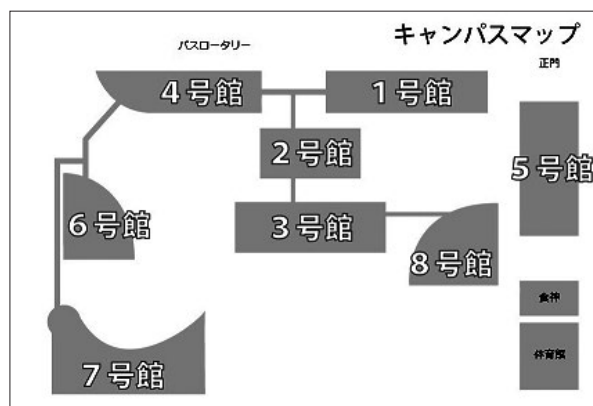 キャンパスマップ
バスロータリー
正門
4号館
1号館
2号館
5号館
6号館
3号館
8号館
食神
体育館
7号館